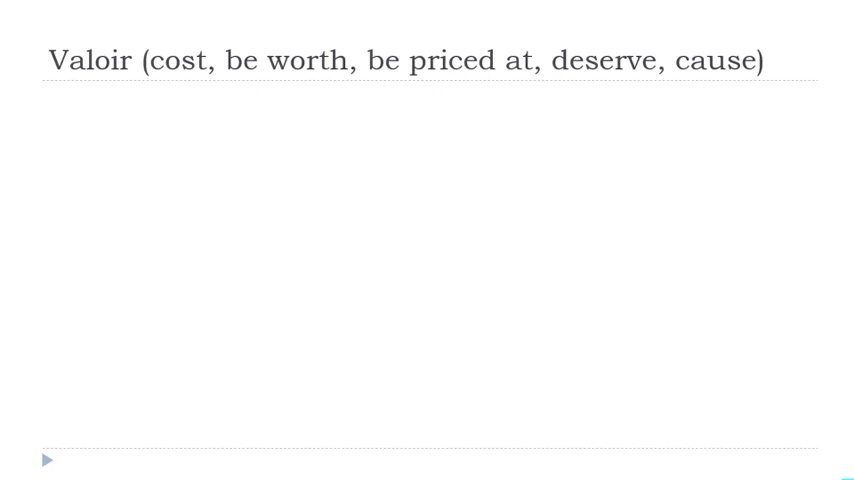 Valoir (cost, be worth, be priced at, deserve, cause)